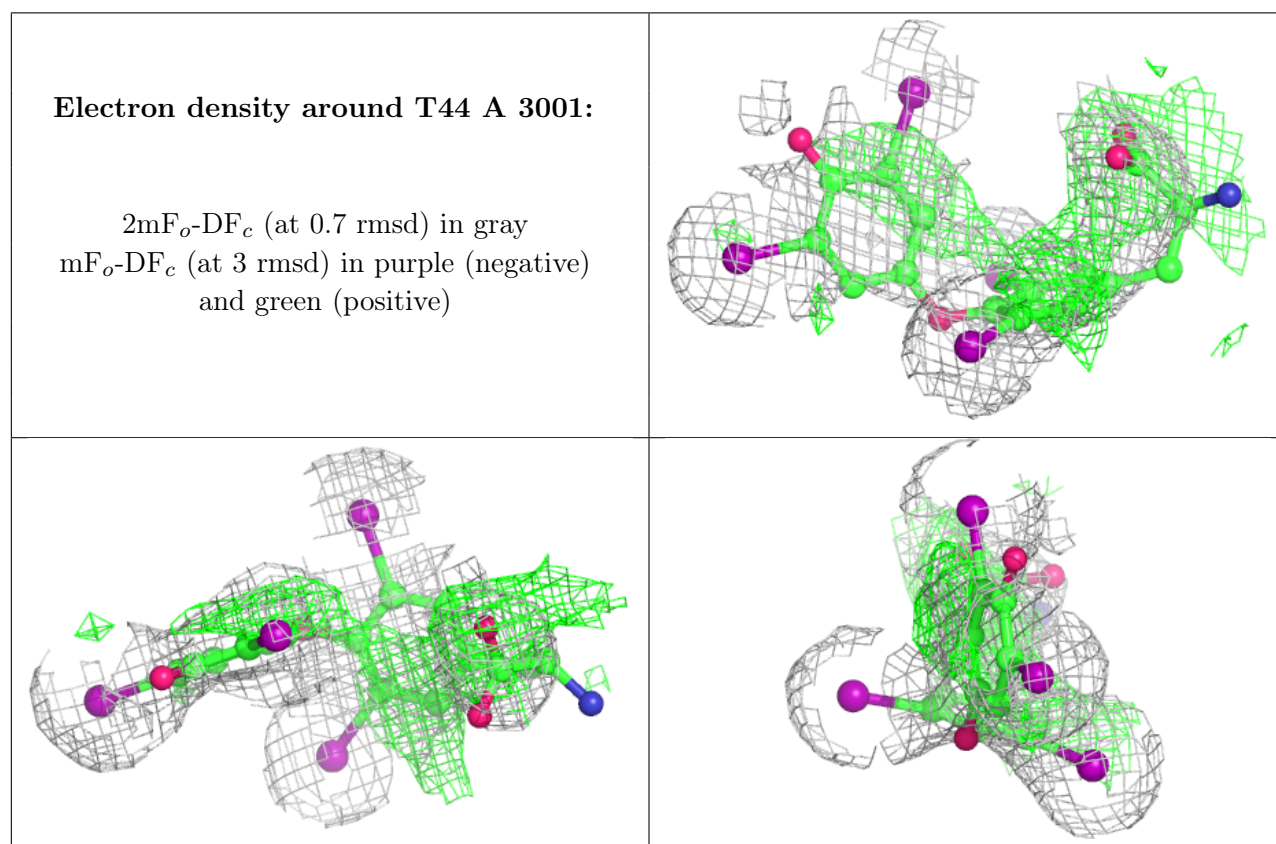 Electron density around T44 A 3001:
2mFo-DFc (at 0.7 rmsd) in gray
mFo-DFc (at 3 rmsd) in purple (negative)
and green (positive)